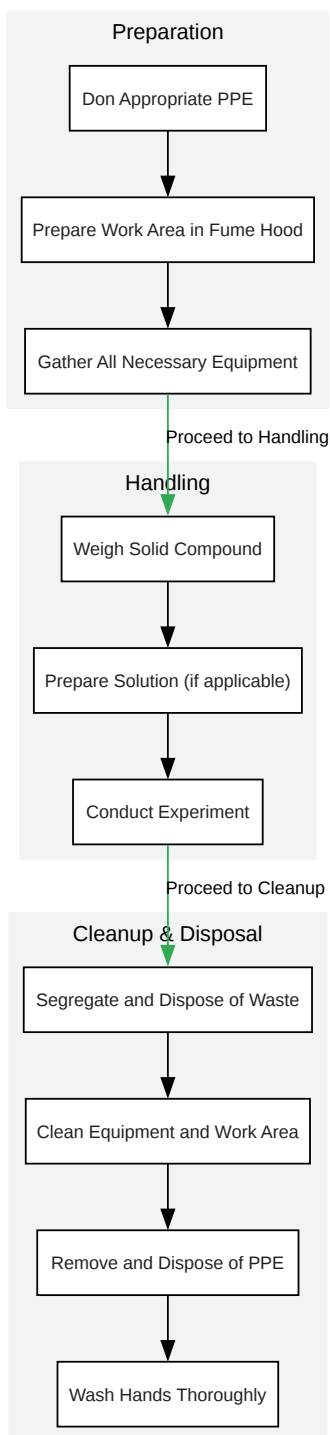 Preparation
Don Appropriate PPE
Prepare Work Area in Fume Hood
Gather All Necessary Equipment
Proceed to Handling
Handling
Weigh Solid Compound
Prepare Solution (if applicable)
Conduct Experiment
Proceed to Cleanup
Cleanup & Disposal
Segregate and Dispose of Waste
Clean Equipment and Work Area
Remove and Dispose of PPE
Wash Hands Thoroughly